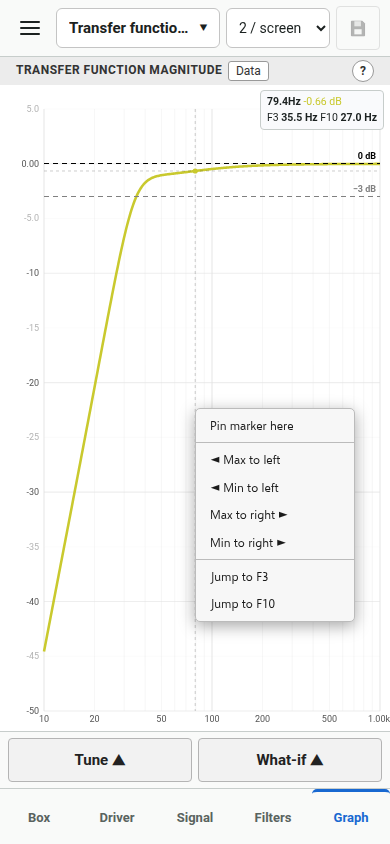 Transfer functio... ▼ 2 / screen
TRANSFER FUNCTION MAGNITUDE Data ?
79.4Hz -0.66 dB
F3 35.5 Hz F10 27.0 Hz
5.0
0 dB
0.00
−3 dB
-5.0
-10
-15
-20
-25
-30
-35
-40
-45
-50
Pin marker here
◄ Max to left
◄ Min to left
Max to right ►
Min to right ►
Jump to F3
Jump to F10
10 20 50 100 200 500 1.00k
Tune ▲ What-if ▲
Box Driver Signal Filters Graph